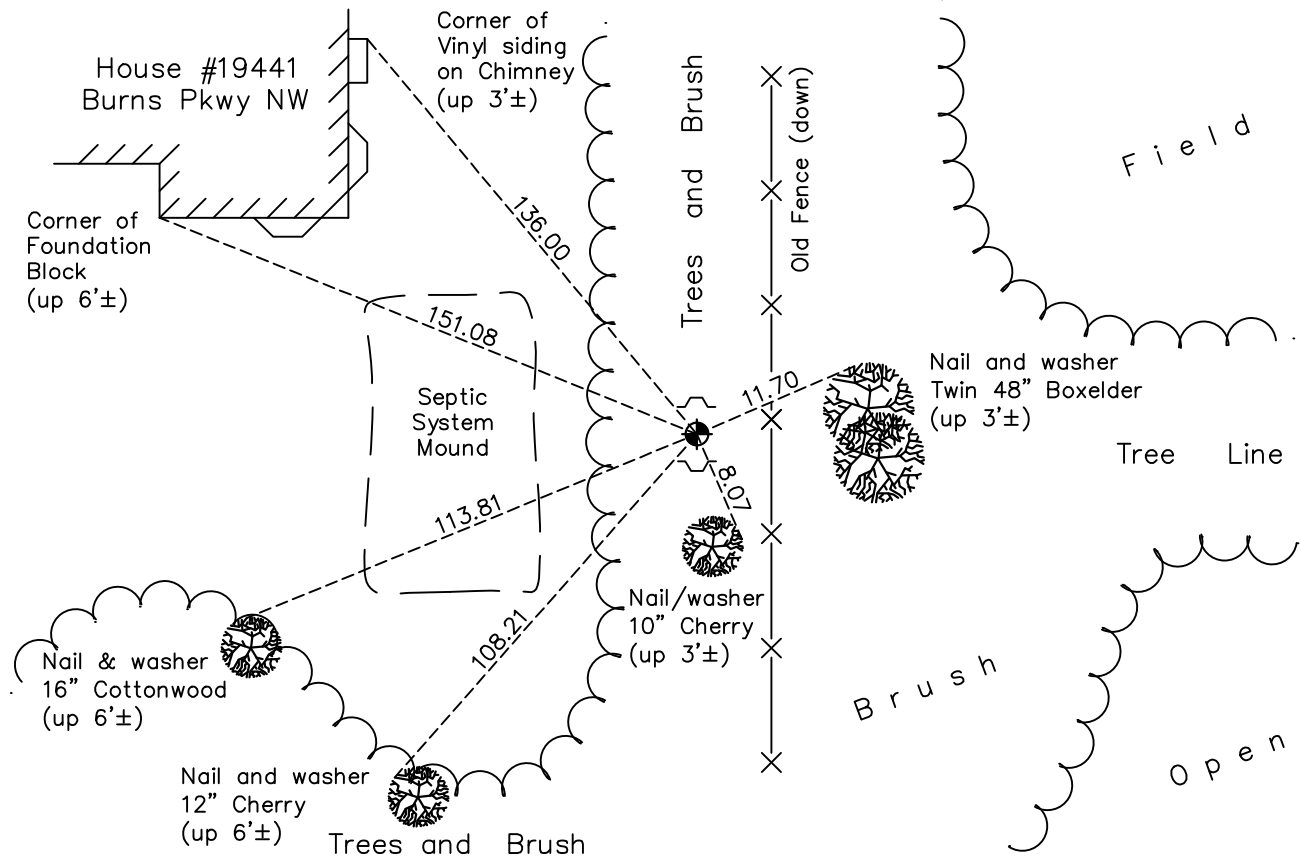 House #19441
Burns Pkwy NW
Corner of
Vinyl siding
on Chimney
(up 3'±)
Corner of
Foundation
Block
(up 6'±)
136.00
151.08
113.81
108.21
11.70
8.07
Septic
System
Mound
Trees and Brush
Old Fence (down)
Field
Nail and washer
Twin 48" Boxelder
(up 3'±)
Tree Line
Nail/washer
10" Cherry
(up 3'±)
Nail & washer
16" Cottonwood
(up 6'±)
Nail and washer
12" Cherry
(up 6'±)
Trees and Brush
Brush
Open